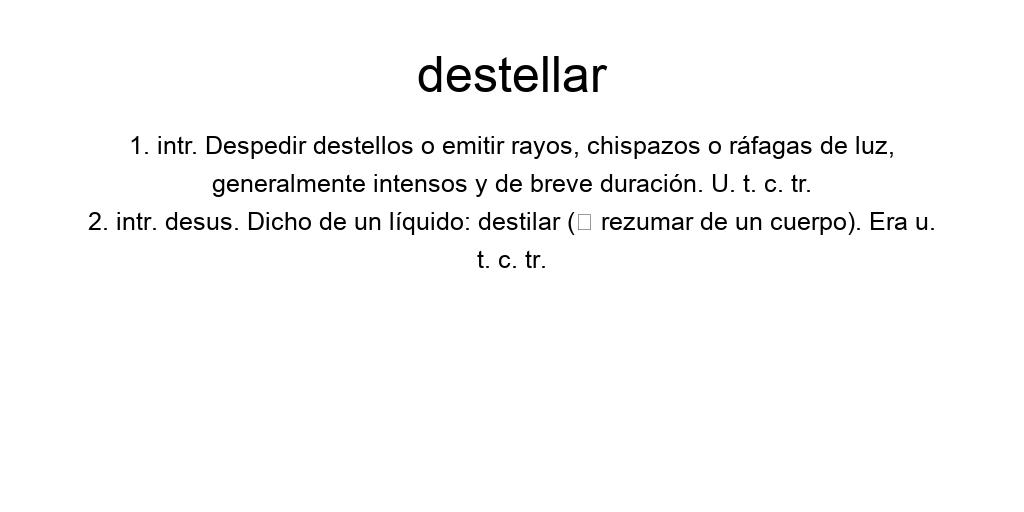 destellar
1. intr. Despedir destellos o emitir rayos, chispazos o ráfagas de luz,
generalmente intensos y de breve duración. U. t. c. tr.
2. intr. desus. Dicho de un líquido: destilar (▯ rezumar de un cuerpo). Era u.
t. c. tr.